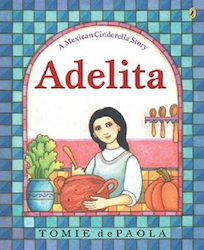 A Mexican Cinderella Story
Adelita
TOMIE dePAOLA